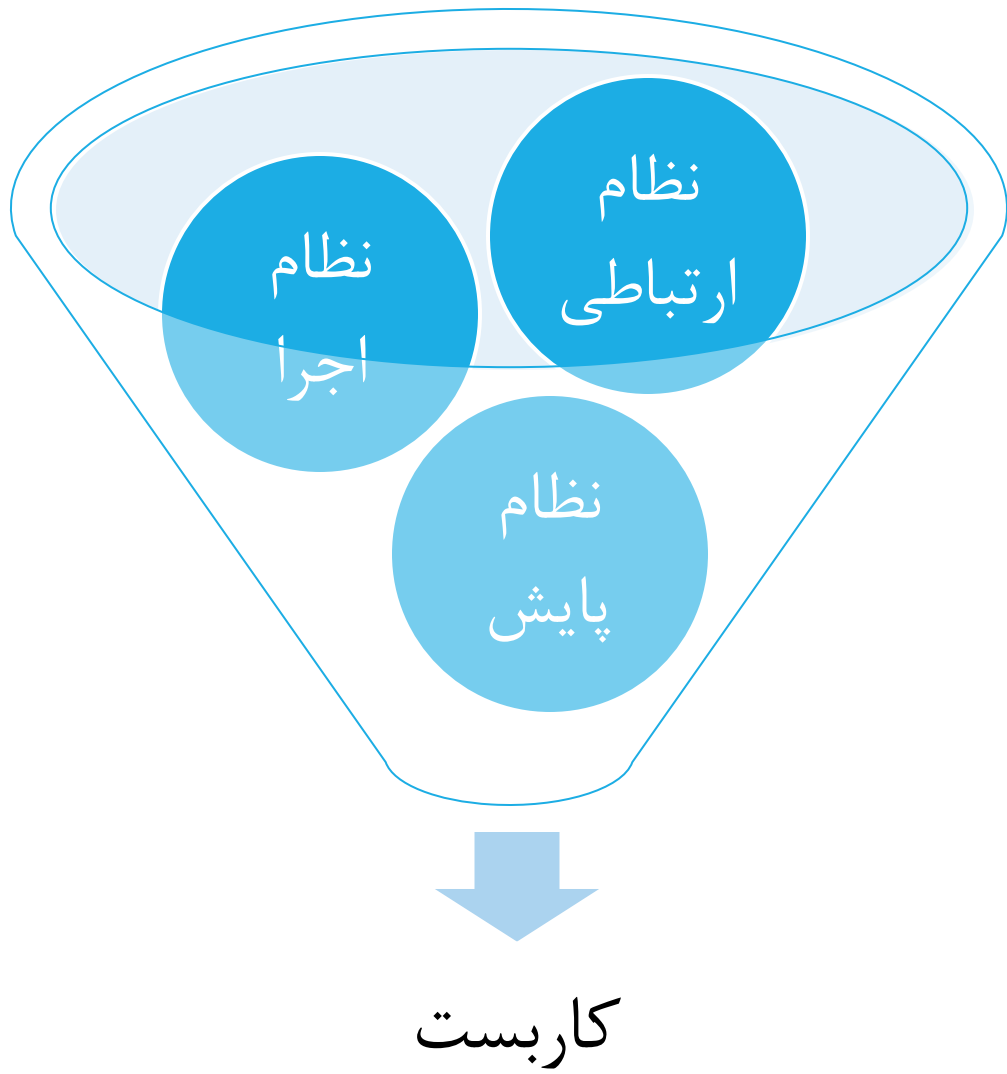 نظام
ارتباطی
نظام
اجرا
نظام
پایش
کاربست